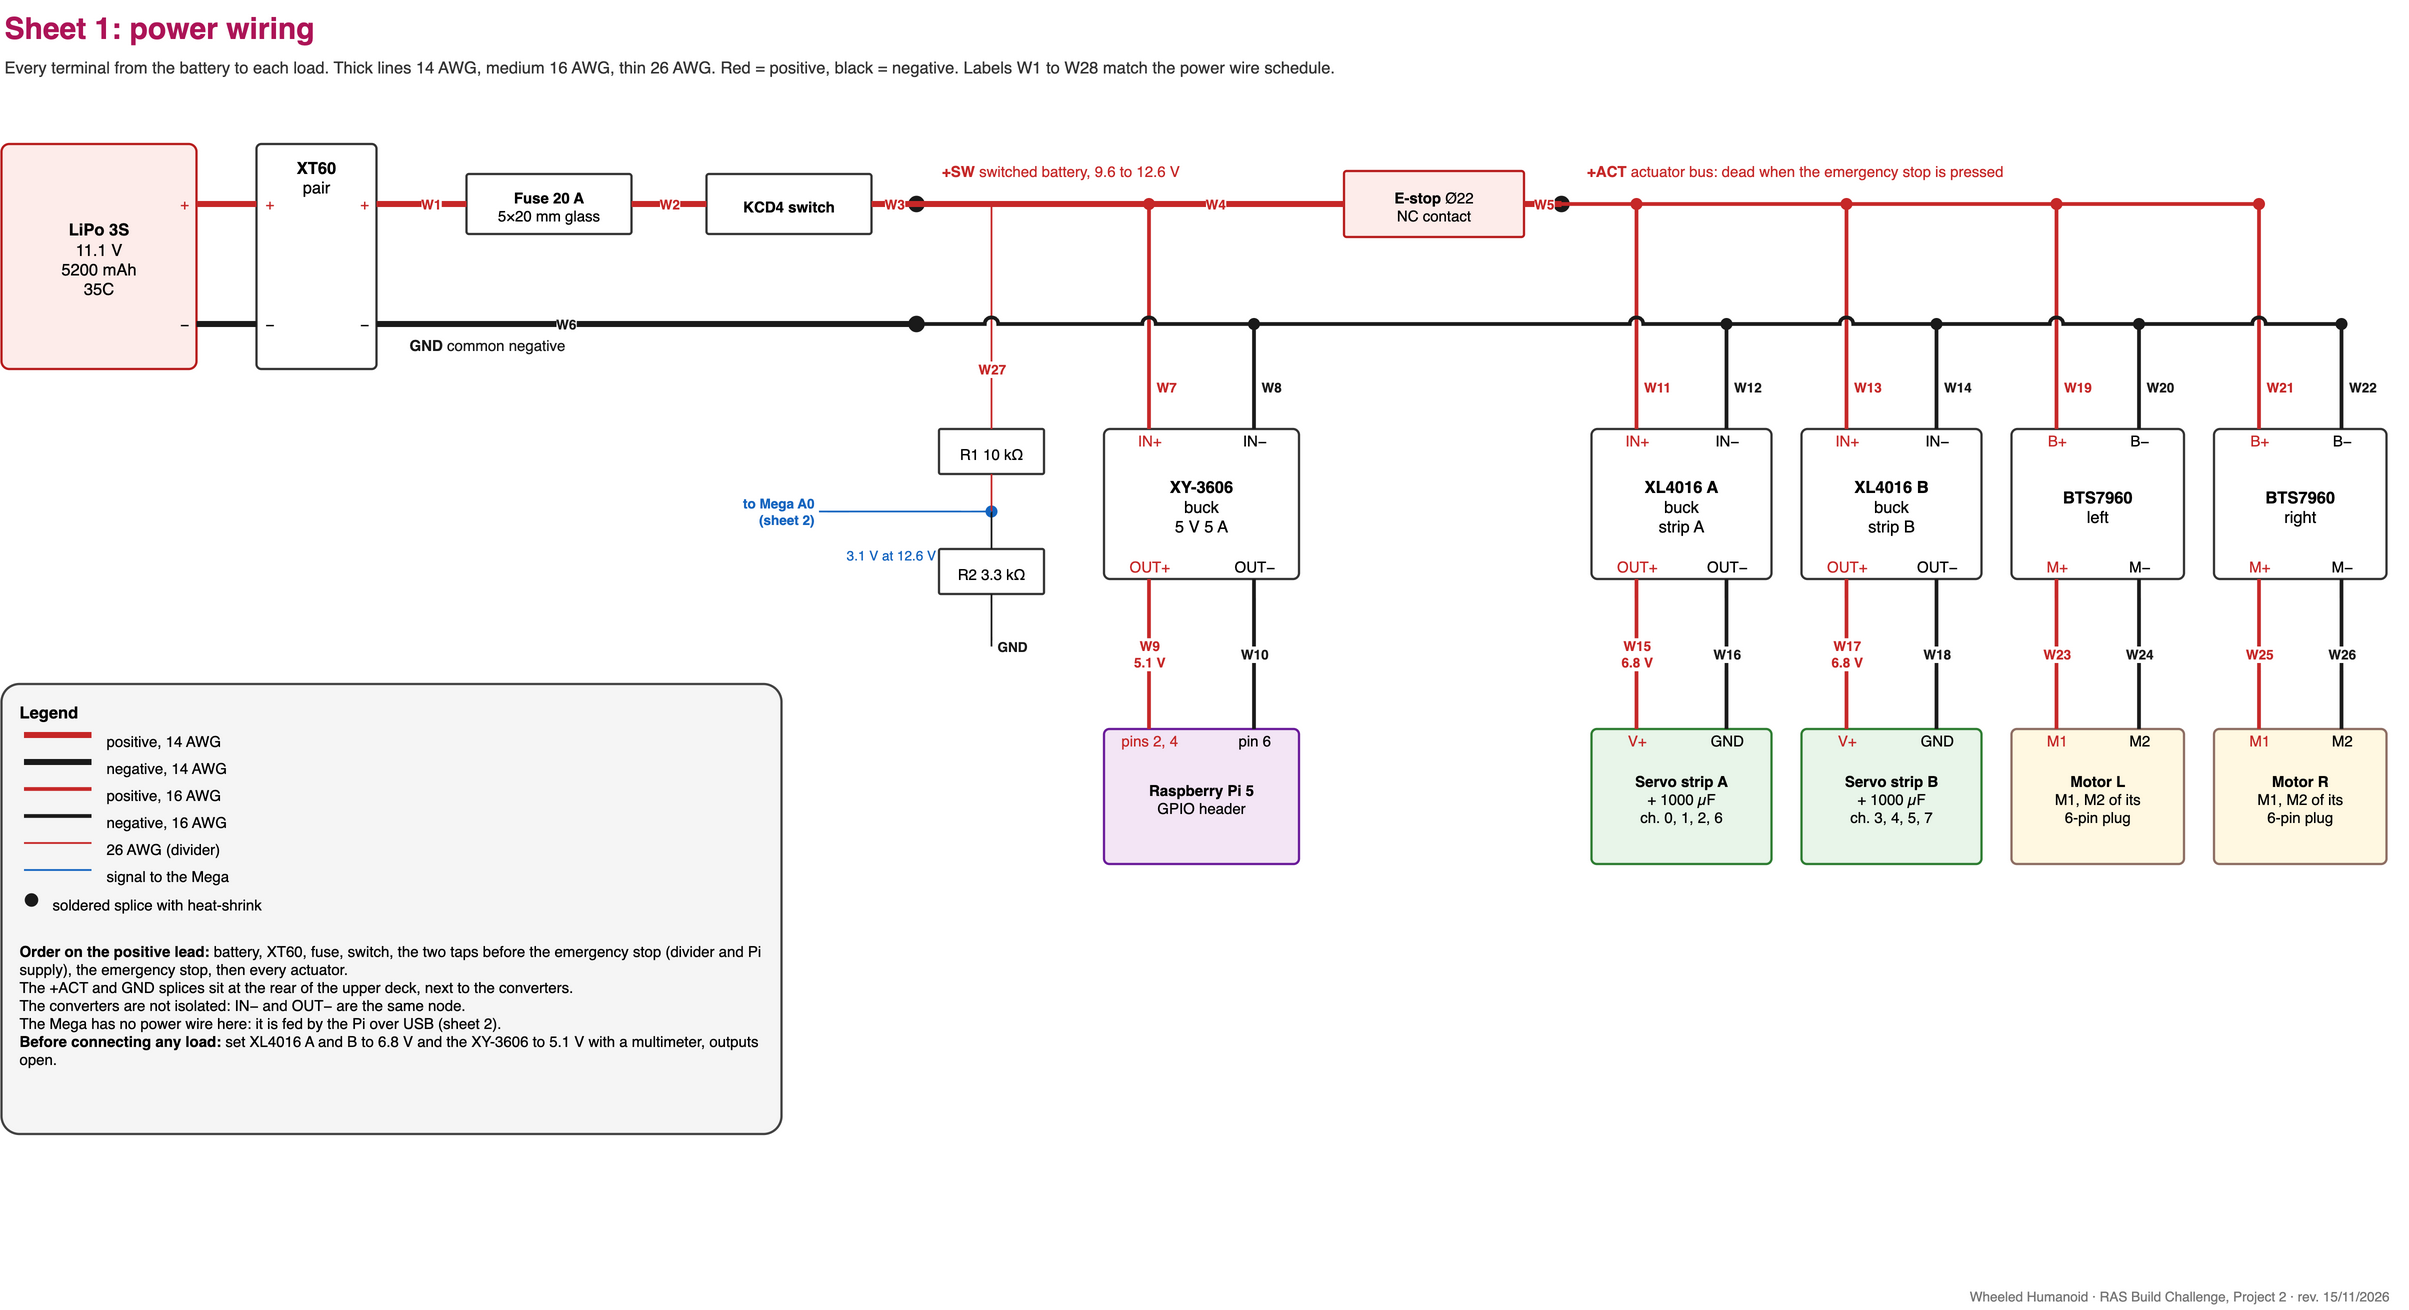 Sheet 1: power wiring
Every terminal from the battery to each load. Thick lines 14 AWG, medium 16 AWG, thin 26 AWG. Red = positive, black = negative. Labels W1 to W28 match the power wire schedule.
LiPo 3S
11.1 V
5200 mAh
35C
+
−
XT60
pair
+
+
−
−
W1
Fuse 20 A
5×20 mm glass
W2
KCD4 switch
W3
+SW switched battery, 9.6 to 12.6 V
W4
E-stop Ø22
NC contact
W5
+ACT actuator bus: dead when the emergency stop is pressed
W6
GND common negative
W27
W7
W8
W11
W12
W13
W14
W19
W20
W21
W22
R1 10 kΩ
to Mega A0
(sheet 2)
3.1 V at 12.6 V
R2 3.3 kΩ
GND
IN+
IN−
XY-3606
buck
5 V 5 A
OUT+
OUT−
IN+
IN−
XL4016 A
buck
strip A
OUT+
OUT−
IN+
IN−
XL4016 B
buck
strip B
OUT+
OUT−
B+
B−
BTS7960
left
M+
M−
B+
B−
BTS7960
right
M+
M−
W9
5.1 V
W10
W15
6.8 V
W16
W17
6.8 V
W18
W23
W24
W25
W26
pins 2, 4
pin 6
Raspberry Pi 5
GPIO header
V+
GND
Servo strip A
+ 1000 µF
ch. 0, 1, 2, 6
V+
GND
Servo strip B
+ 1000 µF
ch. 3, 4, 5, 7
M1
M2
Motor L
M1, M2 of its
6-pin plug
M1
M2
Motor R
M1, M2 of its
6-pin plug
Legend
positive, 14 AWG
negative, 14 AWG
positive, 16 AWG
negative, 16 AWG
26 AWG (divider)
signal to the Mega
soldered splice with heat-shrink
Order on the positive lead: battery, XT60, fuse, switch, the two taps before the emergency stop (divider and Pi
supply), the emergency stop, then every actuator.
The +ACT and GND splices sit at the rear of the upper deck, next to the converters.
The converters are not isolated: IN− and OUT− are the same node.
The Mega has no power wire here: it is fed by the Pi over USB (sheet 2).
Before connecting any load: set XL4016 A and B to 6.8 V and the XY-3606 to 5.1 V with a multimeter, outputs
open.
Wheeled Humanoid · RAS Build Challenge, Project 2 · rev. 15/11/2026